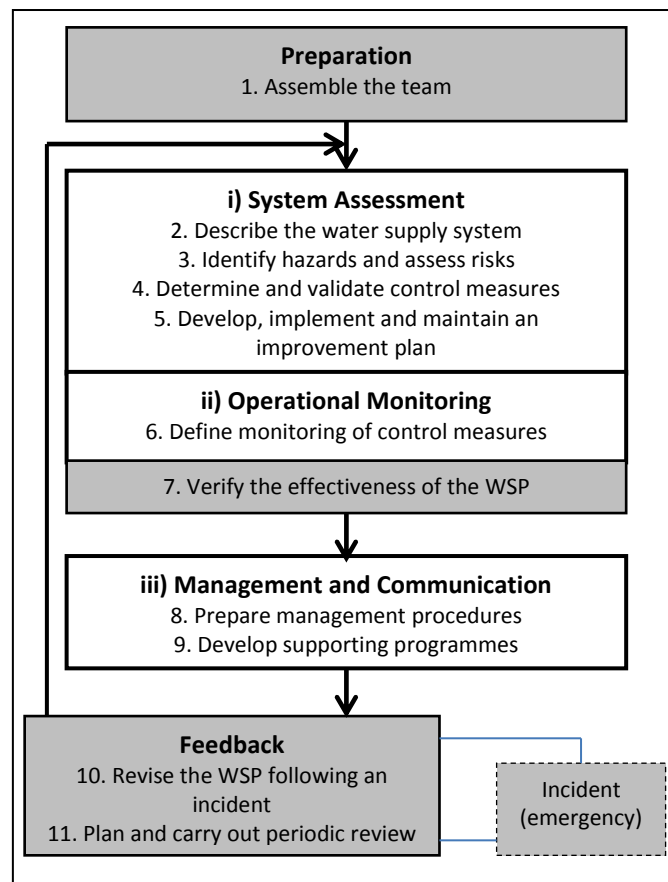 Preparation
1. Assemble the team
i) System Assessment
2. Describe the water supply system
3. Identify hazards and assess risks
4. Determine and validate control measures
5. Develop, implement and maintain an
improvement plan
ii) Operational Monitoring
6. Define monitoring of control measures
7. Verify the effectiveness of the WSP
iii) Management and Communication
8. Prepare management procedures
9. Develop supporting programmes
Feedback
10. Revise the WSP following an
incident
11. Plan and carry out periodic review
Incident
(emergency)